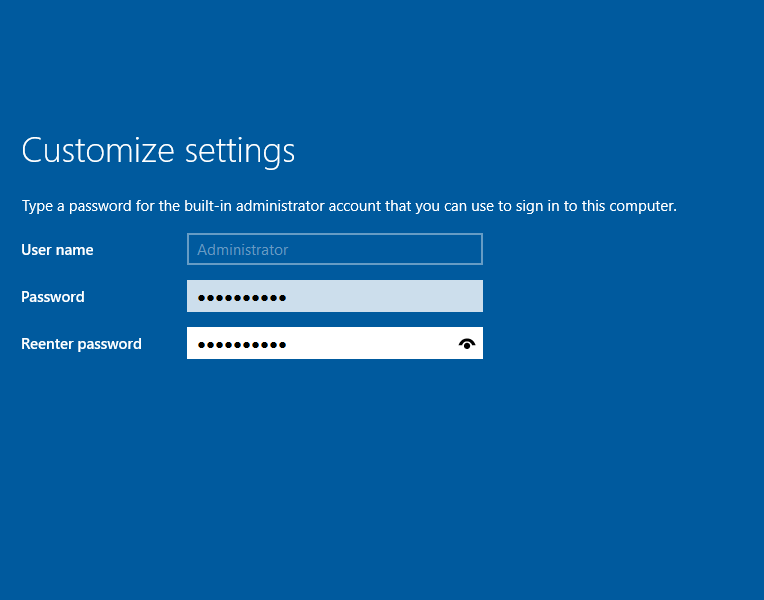 Customize settings
Type a password for the built-in administrator account that you can use to sign in to this computer.
User name Administrator
Password ●●●●●●●●●●
Reenter password ●●●●●●●●●●